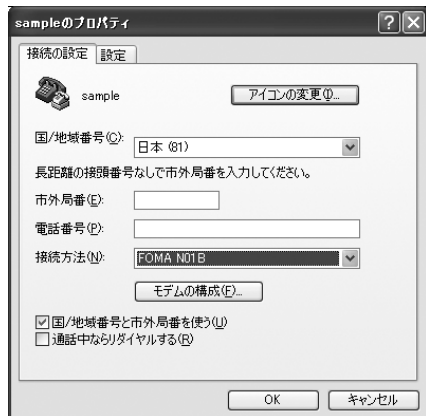 sampleのプロパティ
接続の設定 設定
sample
アイコンの変更(I)...
国/地域番号(C):
日本 (81)
長距離の接頭番号なしで市外局番を入力してください。
市外局番(E):
電話番号(P):
接続方法(N):
FOMA N01B
モデムの構成(F)...
国/地域番号と市外局番を使う(U)
通話中ならリダイヤルする(R)
OK キャンセル